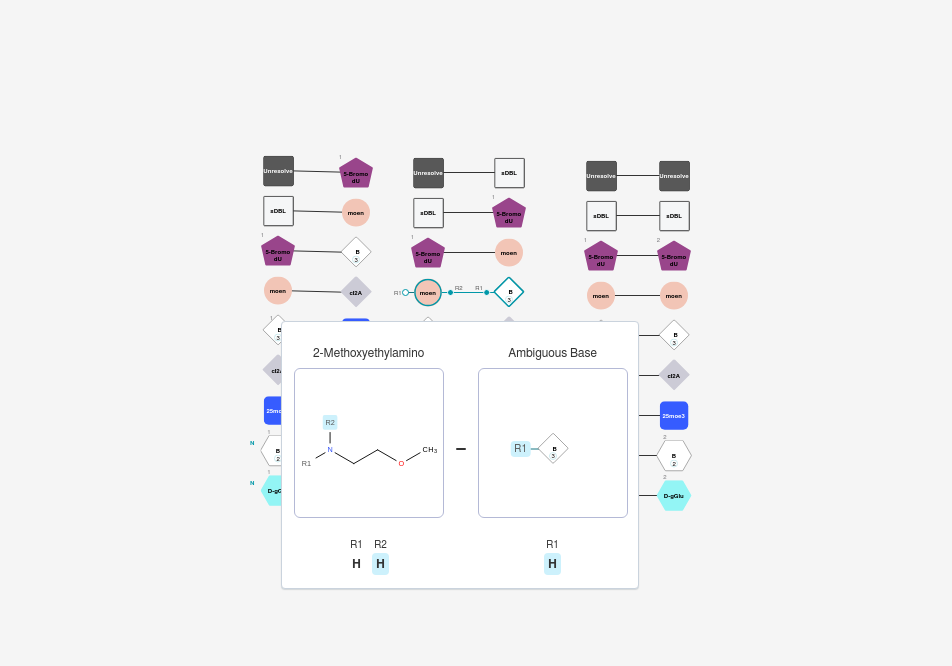 1
Unresolve
5-Bromo
dU
Unresolve
sDBL
Unresolve
Unresolve
sDBL
moen
sDBL
1
5-Bromo
dU
sDBL
sDBL
1
5-Bromo
dU
B
3
1
5-Bromo
dU
moen
1
5-Bromo
dU
2
5-Bromo
dU
moen
cl2A
R1
moen
R2
R1
B
3
moen
moen
1
B
3
B
3
cl2A
cl2A
25mo
25moe3
N
1
B
2
2
B
2
N
1
D-gG
2
D-gGlu
2-Methoxyethylamino
Ambiguous Base
R2
R1
N
O
CH3
R1
B
3
R1 R2
H H
R1
H